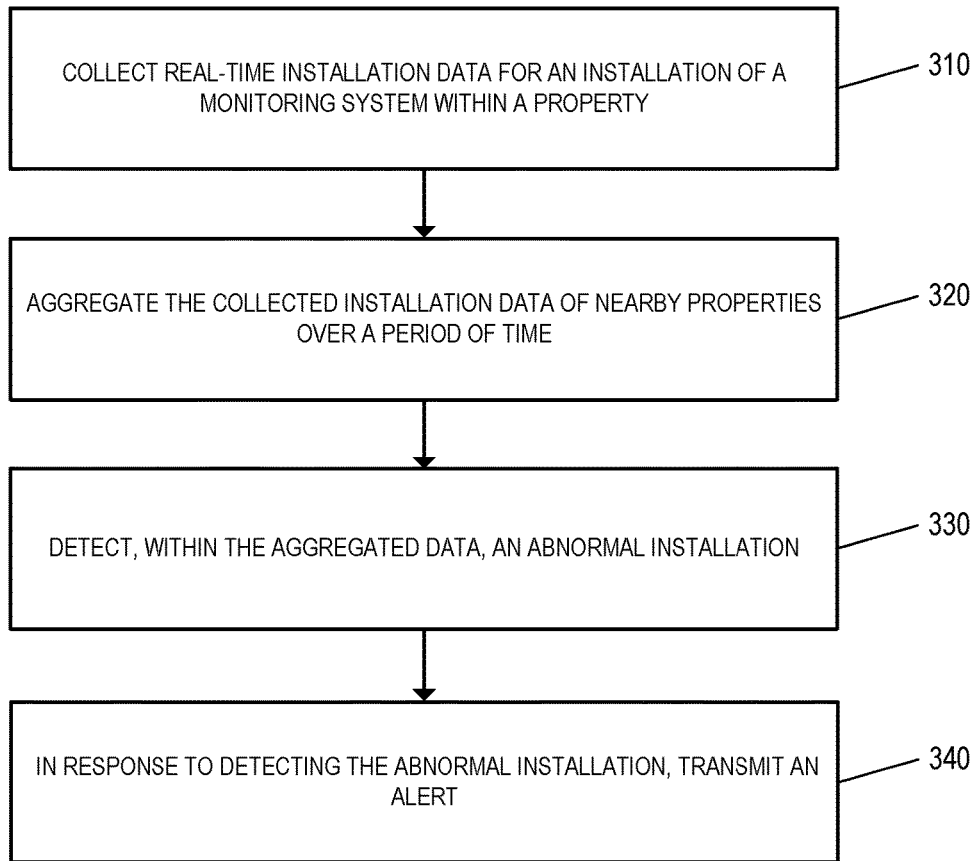 COLLECT REAL-TIME INSTALLATION DATA FOR AN INSTALLATION OF A
MONITORING SYSTEM WITHIN A PROPERTY
310
AGGREGATE THE COLLECTED INSTALLATION DATA OF NEARBY PROPERTIES
OVER A PERIOD OF TIME
320
DETECT, WITHIN THE AGGREGATED DATA, AN ABNORMAL INSTALLATION
330
IN RESPONSE TO DETECTING THE ABNORMAL INSTALLATION, TRANSMIT AN
ALERT
340